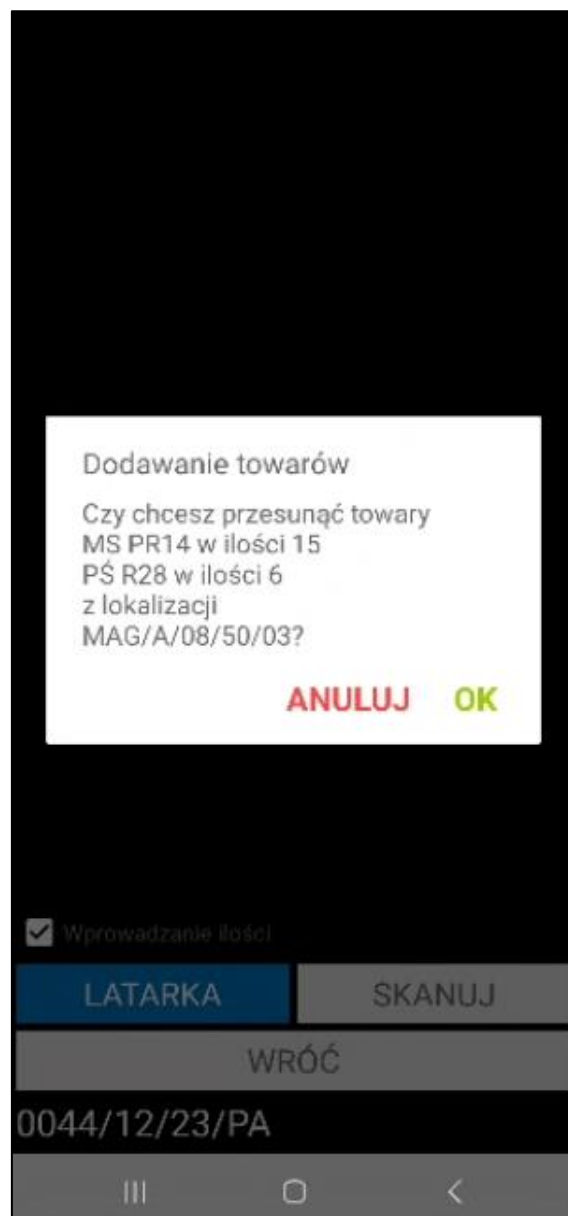 Dodawanie towarów
Czy chcesz przesunąć towary
MS PR14 w ilości 15
PŚ R28 w ilości 6
z lokalizacji
MAG/A/08/50/03?
ANULUJ OK
Wprowadzanie ilości
LATARKA SKANUJ
WRÓĆ
0044/12/23/PA